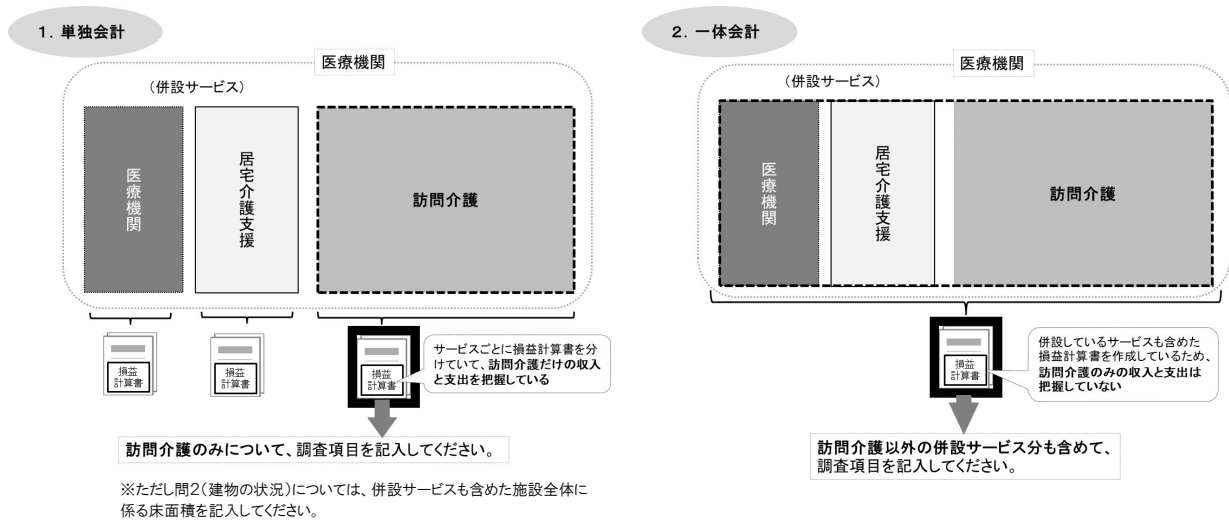 1．単独会計
医療機関
（併設サービス）
医療機関
居宅介護支援
訪問介護
損益
計算書
損益
計算書
損益
計算書
サービスごとに損益計算書を分
けていて、訪問介護だけの収入
と支出を把握している
訪問介護のみについて、調査項目を記入してください。
※ただし問２（建物の状況）については、併設サービスも含めた施設全体に
係る床面積を記入してください。
2．一体会計
医療機関
（併設サービス）
医療機関
居宅介護支援
訪問介護
損益
計算書
併設しているサービスも含めた
損益計算書を作成しているため、
訪問介護のみの収入と支出は
把握していない
訪問介護以外の併設サービス分も含めて、
調査項目を記入してください。